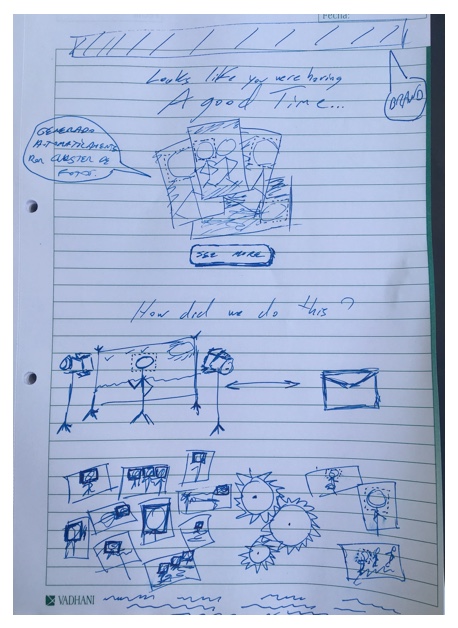 Fecha:
Looks like you were having
A good Time...
BRAND
GENERADO
AUTOMATICAMENTE
POR CLUSTER DE
FOTOS.
SEE MORE
How did we do this?
VADHANI